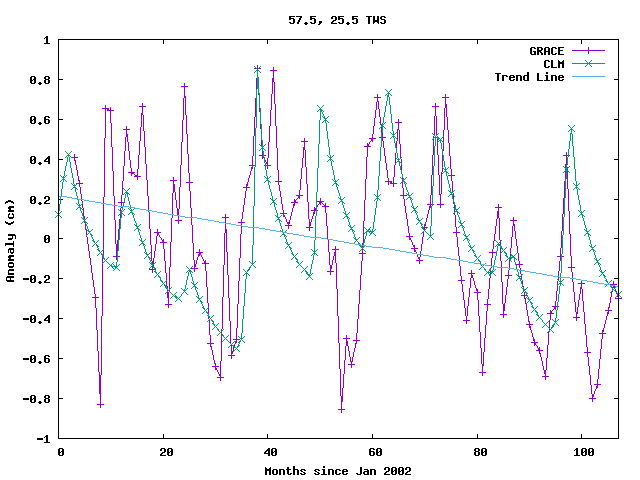 57.5, 25.5 TWS
GRACE
CLM
Trend Line
1
0.8
0.6
0.4
0.2
0
-0.2
-0.4
-0.6
-0.8
-1
Anomaly (cm)
0 20 40 60 80 100
Months since Jan 2002